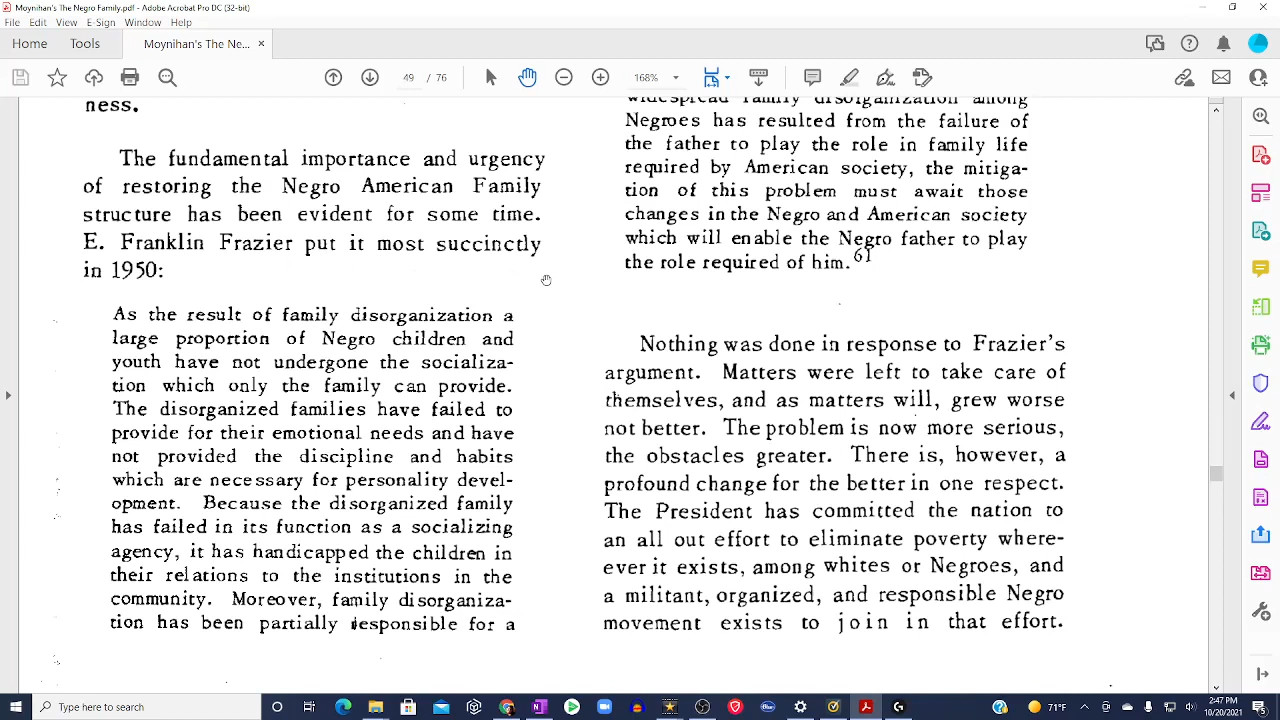 Moynihan's The Negro Family.pdf - Adobe Acrobat Pro DC (32-bit)
File Edit View E-Sign Window Help
Home Tools Moynihan's The Ne... ×
49 / 76 168%
ness.
The fundamental importance and urgency
of restoring the Negro American Family
structure has been evident for some time.
E. Franklin Frazier put it most succinctly
in 1950:
As the result of family disorganization a
large proportion of Negro children and
youth have not undergone the socializa-
tion which only the family can provide.
The disorganized families have failed to
provide for their emotional needs and have
not provided the discipline and habits
which are necessary for personality devel-
opment. Because the disorganized family
has failed in its function as a socializing
agency, it has handicapped the children in
their relations to the institutions in the
community. Moreover, family disorganiza-
tion has been partially responsible for a
widespread family disorganization among
Negroes has resulted from the failure of
the father to play the role in family life
required by American society, the mitiga-
tion of this problem must await those
changes in the Negro and American society
which will enable the Negro father to play
the role required of him.61
Nothing was done in response to Frazier's
argument. Matters were left to take care of
themselves, and as matters will, grew worse
not better. The problem is now more serious,
the obstacles greater. There is, however, a
profound change for the better in one respect.
The President has committed the nation to
an all out effort to eliminate poverty where-
ever it exists, among whites or Negroes, and
a militant, organized, and responsible Negro
movement exists to join in that effort.
Type here to search
71°F
2:47 PM
10/20/2021